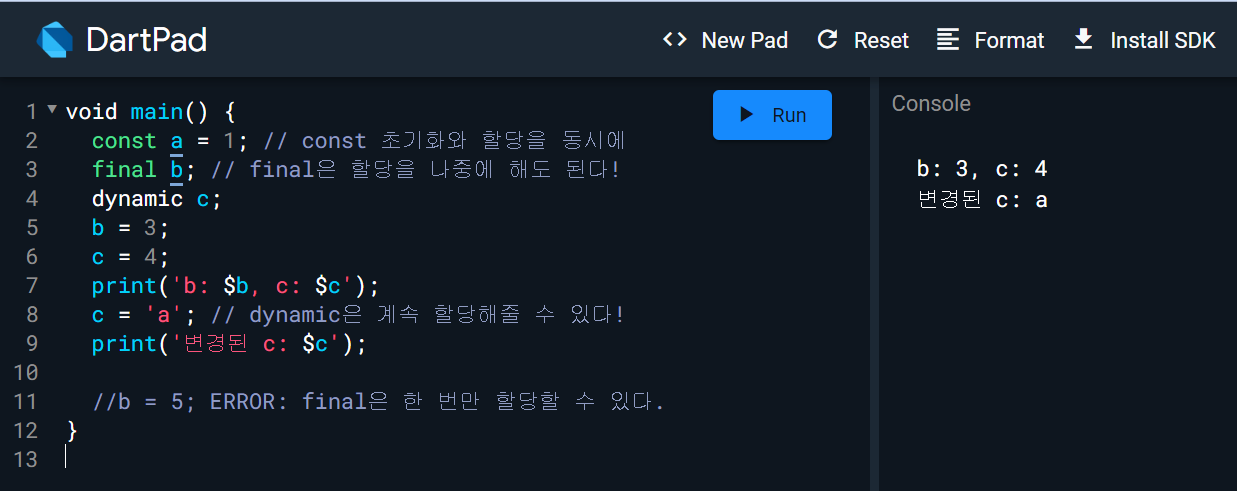 DartPad
<> New Pad Reset Format Install SDK
1 void main() {
2 const a = 1; // const 초기화와 할당을 동시에
3 final b; // final은 할당을 나중에 해도 된다!
4 dynamic c;
5 b = 3;
6 c = 4;
7 print('b: $b, c: $c');
8 c = 'a'; // dynamic은 계속 할당해줄 수 있다!
9 print('변경된 c: $c');
10
11 //b = 5; ERROR: final은 한 번만 할당할 수 있다.
12 }
13
Run
Console
b: 3, c: 4
변경된 c: a